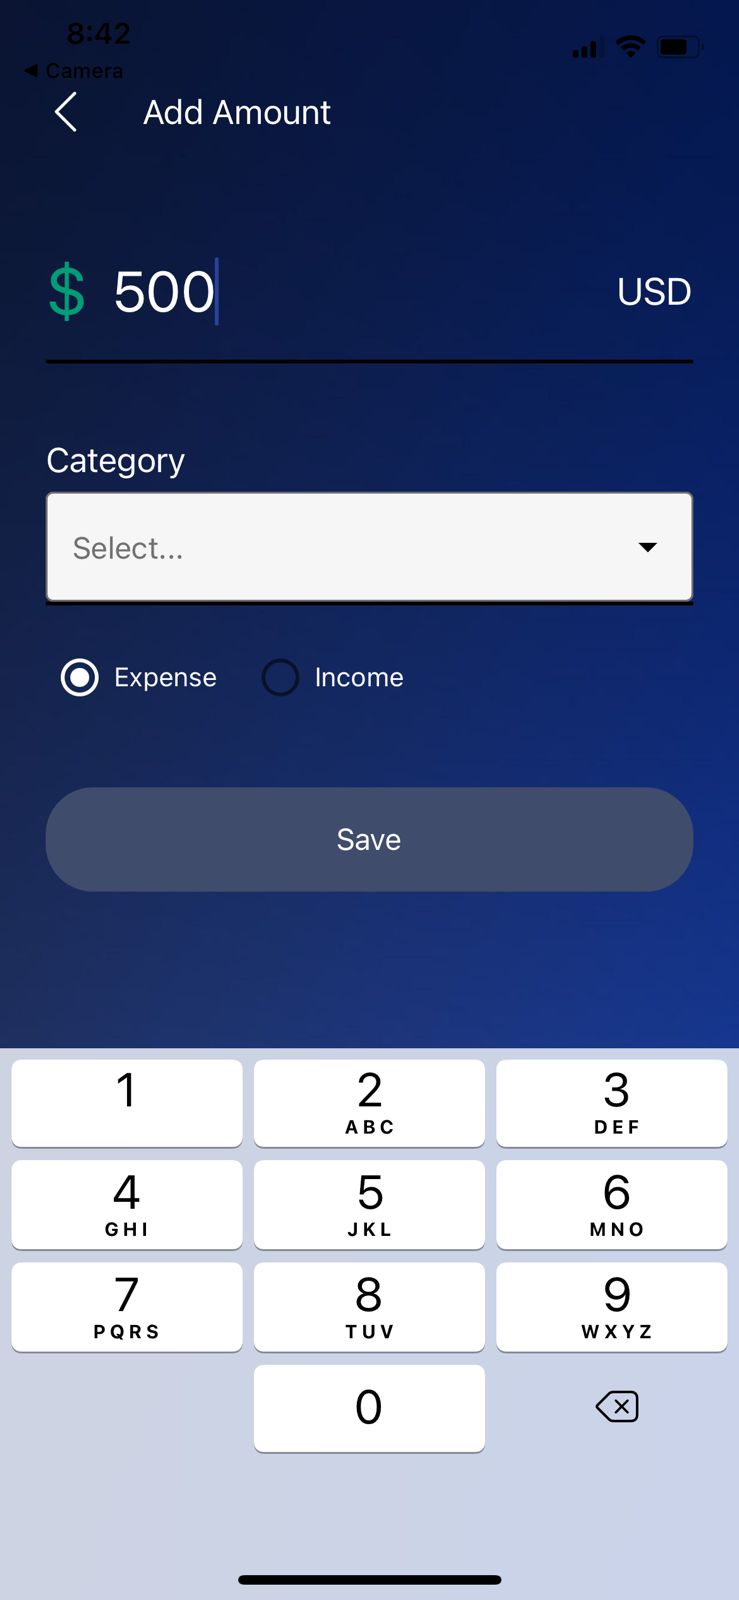 8:42
◀ Camera
Add Amount
$ 500 USD
Category
Select...
Expense Income
Save
1 2 3
ABC DEF
4 5 6
GHI JKL MNO
7 8 9
PQRS TUV WXYZ
0